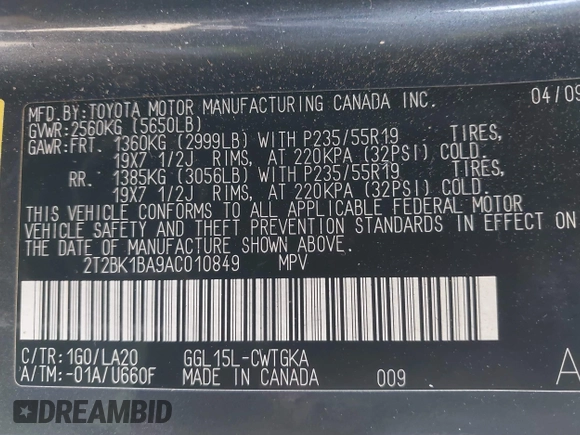 MFD.BY:TOYOTA MOTOR MANUFACTURING CANADA INC. 04/09
GVWR:2560KG (5650LB)
GAWR:FRT. 1360KG (2999LB) WITH P235/55R19 TIRES,
19X7 1/2J RIMS, AT 220KPA (32PSI) COLD.
RR. 1385KG (3056LB) WITH P235/55R19 TIRES,
19X7 1/2J RIMS, AT 220KPA (32PSI) COLD.
THIS VEHICLE CONFORMS TO ALL APPLICABLE FEDERAL MOTOR
VEHICLE SAFETY AND THEFT PREVENTION STANDARDS IN EFFECT ON
THE DATE OF MANUFACTURE SHOWN ABOVE.
2T2BK1BA9AC010849 MPV
C/TR:1G0/LA20 GGL15L-CWTGKA
A/TM:-01A/U660F MADE IN CANADA 009 A
DREAMBID